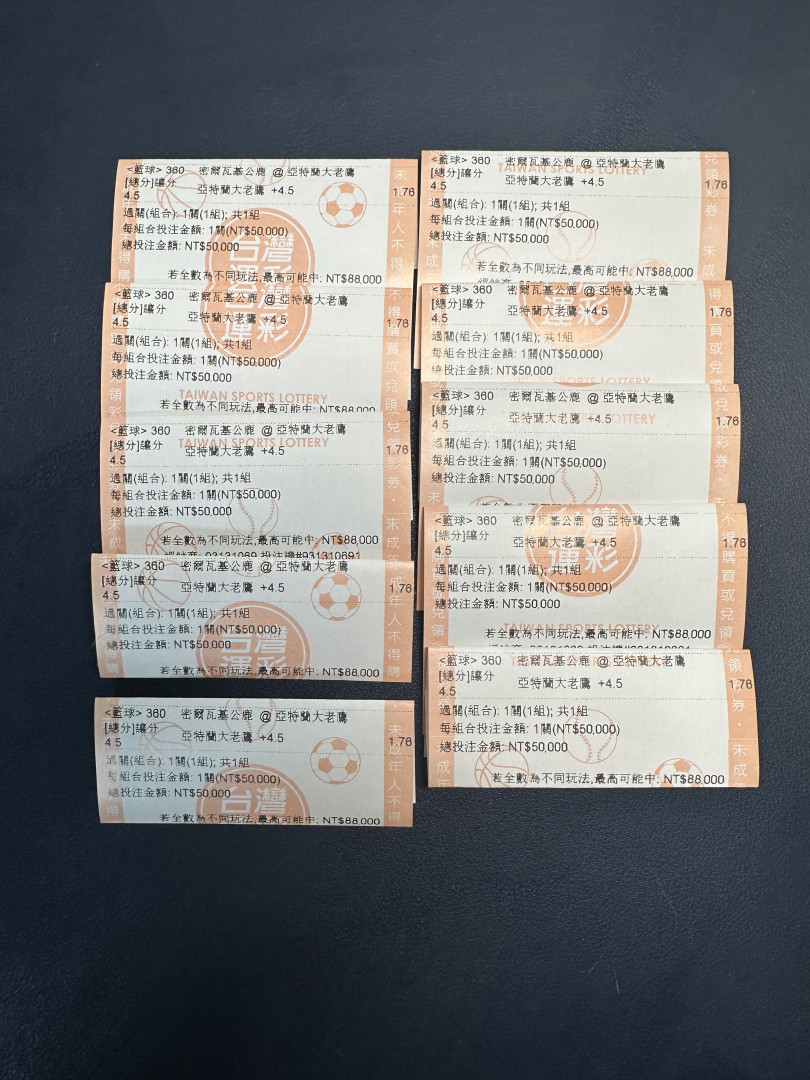 <籃球> 360 密爾瓦基公鹿 @ 亞特蘭大老鷹
[總分]讓分
4.5 亞特蘭大老鷹 +4.5 1.76
過關(組合): 1關(1組); 共1組
每組合投注金額: 1關(NT$50,000)
總投注金額: NT$50,000
若全數為不同玩法,最高可能中: NT$88,000
台灣
<籃球> 360 密爾瓦基公鹿 @ 亞特蘭大老鷹
[總分]讓分
4.5 亞特蘭大老鷹 +4.5 1.76
過關(組合): 1關(1組); 共1組
每組合投注金額: 1關(NT$50,000)
總投注金額: NT$50,000
TAIWAN SPORTS LOTTERY
若全數為不同玩法,最高可能中: NT$88,000
運彩
<籃球> 360 密爾瓦基公鹿 @ 亞特蘭大老鷹
TAIWAN SPORTS LOTTERY
[總分]讓分
4.5 亞特蘭大老鷹 +4.5 1.76
過關(組合): 1關(1組); 共1組
每組合投注金額: 1關(NT$50,000)
總投注金額: NT$50,000
若全數為不同玩法,最高可能中: NT$88,000
經銷商: 03131069 投注機#931310691
<籃球> 360 密爾瓦基公鹿 @ 亞特蘭大老鷹
[總分]讓分
4.5 亞特蘭大老鷹 +4.5 1.76
過關(組合): 1關(1組); 共1組
每組合投注金額: 1關(NT$50,000)
總投注金額: NT$50,000
台灣
運彩
若全數為不同玩法,最高可能中: NT$88,000
<籃球> 360 密爾瓦基公鹿 @ 亞特蘭大老鷹
[總分]讓分
4.5 亞特蘭大老鷹 +4.5 1.76
過關(組合): 1關(1組); 共1組
每組合投注金額: 1關(NT$50,000)
總投注金額: NT$50,000
台灣
若全數為不同玩法,最高可能中: NT$88,000
<籃球> 360 密爾瓦基公鹿 @ 亞特蘭大老鷹
TAIWAN SPORTS LOTTERY
[總分]讓分
4.5 亞特蘭大老鷹 +4.5 1.76
過關(組合): 1關(1組); 共1組
每組合投注金額: 1關(NT$50,000)
總投注金額: NT$50,000
若全數為不同玩法,最高可能中: NT$88,000
<籃球> 360 密爾瓦基公鹿 @ 亞特蘭大老鷹
[總分]讓分
4.5 亞特蘭大老鷹 +4.5 1.76
運彩
過關(組合): 1關(1組); 共1組
每組合投注金額: 1關(NT$50,000)
總投注金額: NT$50,000
<籃球> 360 密爾瓦基公鹿 @ 亞特蘭大老鷹
[總分]讓分
4.5 亞特蘭大老鷹 +4.5 1.76
過關(組合): 1關(1組); 共1組
每組合投注金額: 1關(NT$50,000)
總投注金額: NT$50,000
<籃球> 360 密爾瓦基公鹿 @ 亞特蘭大老鷹
[總分]讓分
4.5 亞特蘭大老鷹 +4.5 1.76
運彩
過關(組合): 1關(1組); 共1組
每組合投注金額: 1關(NT$50,000)
總投注金額: NT$50,000
TAIWAN SPORTS LOTTERY
若全數為不同玩法,最高可能中: NT$88,000
<籃球> 360 密爾瓦基公鹿 @ 亞特蘭大老鷹
[總分]讓分
4.5 亞特蘭大老鷹 +4.5 1.76
過關(組合): 1關(1組); 共1組
每組合投注金額: 1關(NT$50,000)
總投注金額: NT$50,000
若全數為不同玩法,最高可能中: NT$88,000